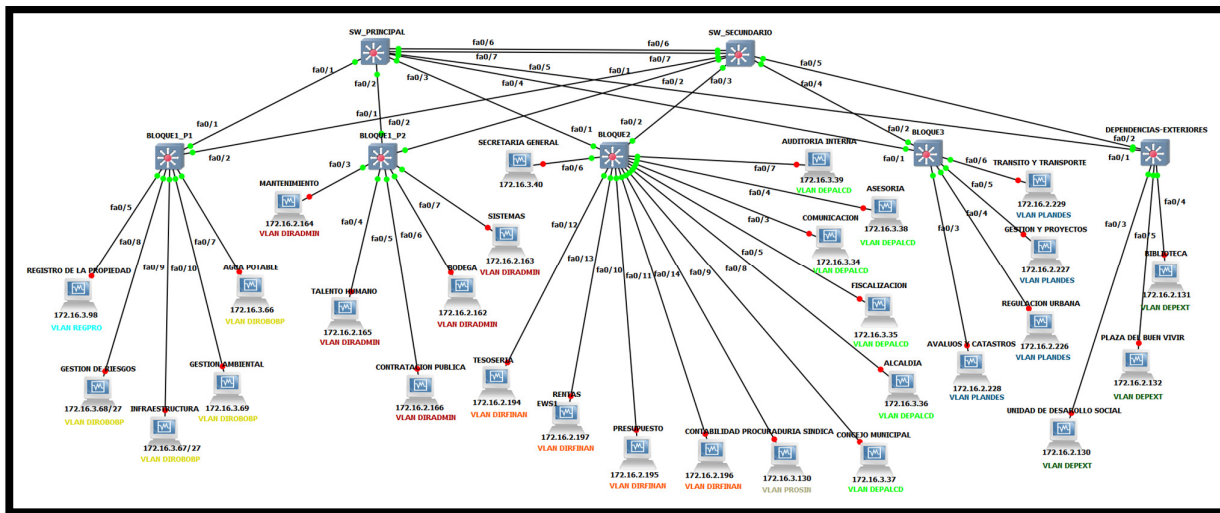 SW_PRINCIPAL
SW_SECUNDARIO
fa0/6
fa0/7
fa0/6
fa0/7
fa0/1
fa0/2
fa0/3
fa0/4
fa0/5
fa0/1
fa0/2
fa0/3
fa0/4
fa0/5
BLOQUE1_P1
fa0/1
fa0/2
BLOQUE1_P2
fa0/1
fa0/2
BLOQUE2
fa0/1
fa0/2
BLOQUE3
fa0/2
fa0/1
DEPENDENCIAS-EXTERIORES
fa0/2
fa0/1
fa0/5
fa0/8
fa0/9
fa0/10
fa0/7
REGISTRO DE LA PROPIEDAD
172.16.3.98
VLAN REGPRO
AGUA POTABLE
172.16.3.66
VLAN DIROBOBP
GESTION DE RIESGOS
172.16.3.68/27
VLAN DIROBOBP
INFRAESTRUCTURA
172.16.3.67/27
VLAN DIROBOBP
GESTION AMBIENTAL
172.16.3.69
VLAN DIROBOBP
fa0/3
fa0/4
fa0/5
fa0/6
fa0/7
MANTENIMIENTO
172.16.2.164
VLAN DIRADMIN
SISTEMAS
172.16.2.163
VLAN DIRADMIN
BODEGA
172.16.2.162
VLAN DIRADMIN
TALENTO HUMANO
172.16.2.165
VLAN DIRADMIN
CONTRATACION PUBLICA
172.16.2.166
VLAN DIRADMIN
SECRETARIA GENERAL
172.16.3.40
fa0/6
fa0/7
fa0/4
fa0/3
fa0/5
fa0/8
fa0/9
fa0/14
fa0/11
fa0/10
fa0/13
fa0/12
AUDITORIA INTERNA
172.16.3.39
VLAN DEPALCD
ASESORIA
172.16.3.38
VLAN DEPALCD
COMUNICACION
172.16.3.34
VLAN DEPALCD
FISCALIZACION
172.16.3.35
VLAN DEPALCD
ALCALDIA
172.16.3.36
VLAN DEPALCD
TESOSERIA
172.16.2.194
VLAN DIRFINAN
RENTAS
EWS1
172.16.2.197
VLAN DIRFINAN
PRESUPUESTO
172.16.2.195
VLAN DIRFINAN
CONTABILIDAD
172.16.2.196
VLAN DIRFINAN
PROCURADURIA SINDICA
172.16.3.130
VLAN PROSIN
CONCEJO MUNICIPAL
172.16.3.37
VLAN DEPALCD
fa0/6
fa0/5
fa0/4
fa0/3
TRANSITO Y TRANSPORTE
172.16.2.229
VLAN PLANDES
GESTION Y PROYECTOS
172.16.2.227
VLAN PLANDES
REGULACION URBANA
172.16.2.226
VLAN PLANDES
AVALUOS Y CATASTROS
172.16.2.228
VLAN PLANDES
fa0/3
fa0/5
fa0/4
BIBLIOTECA
172.16.2.131
VLAN DEPEXT
PLAZA DEL BUEN VIVIR
172.16.2.132
VLAN DEPEXT
UNIDAD DE DESAROLLO SOCIAL
172.16.2.130
VLAN DEPEXT